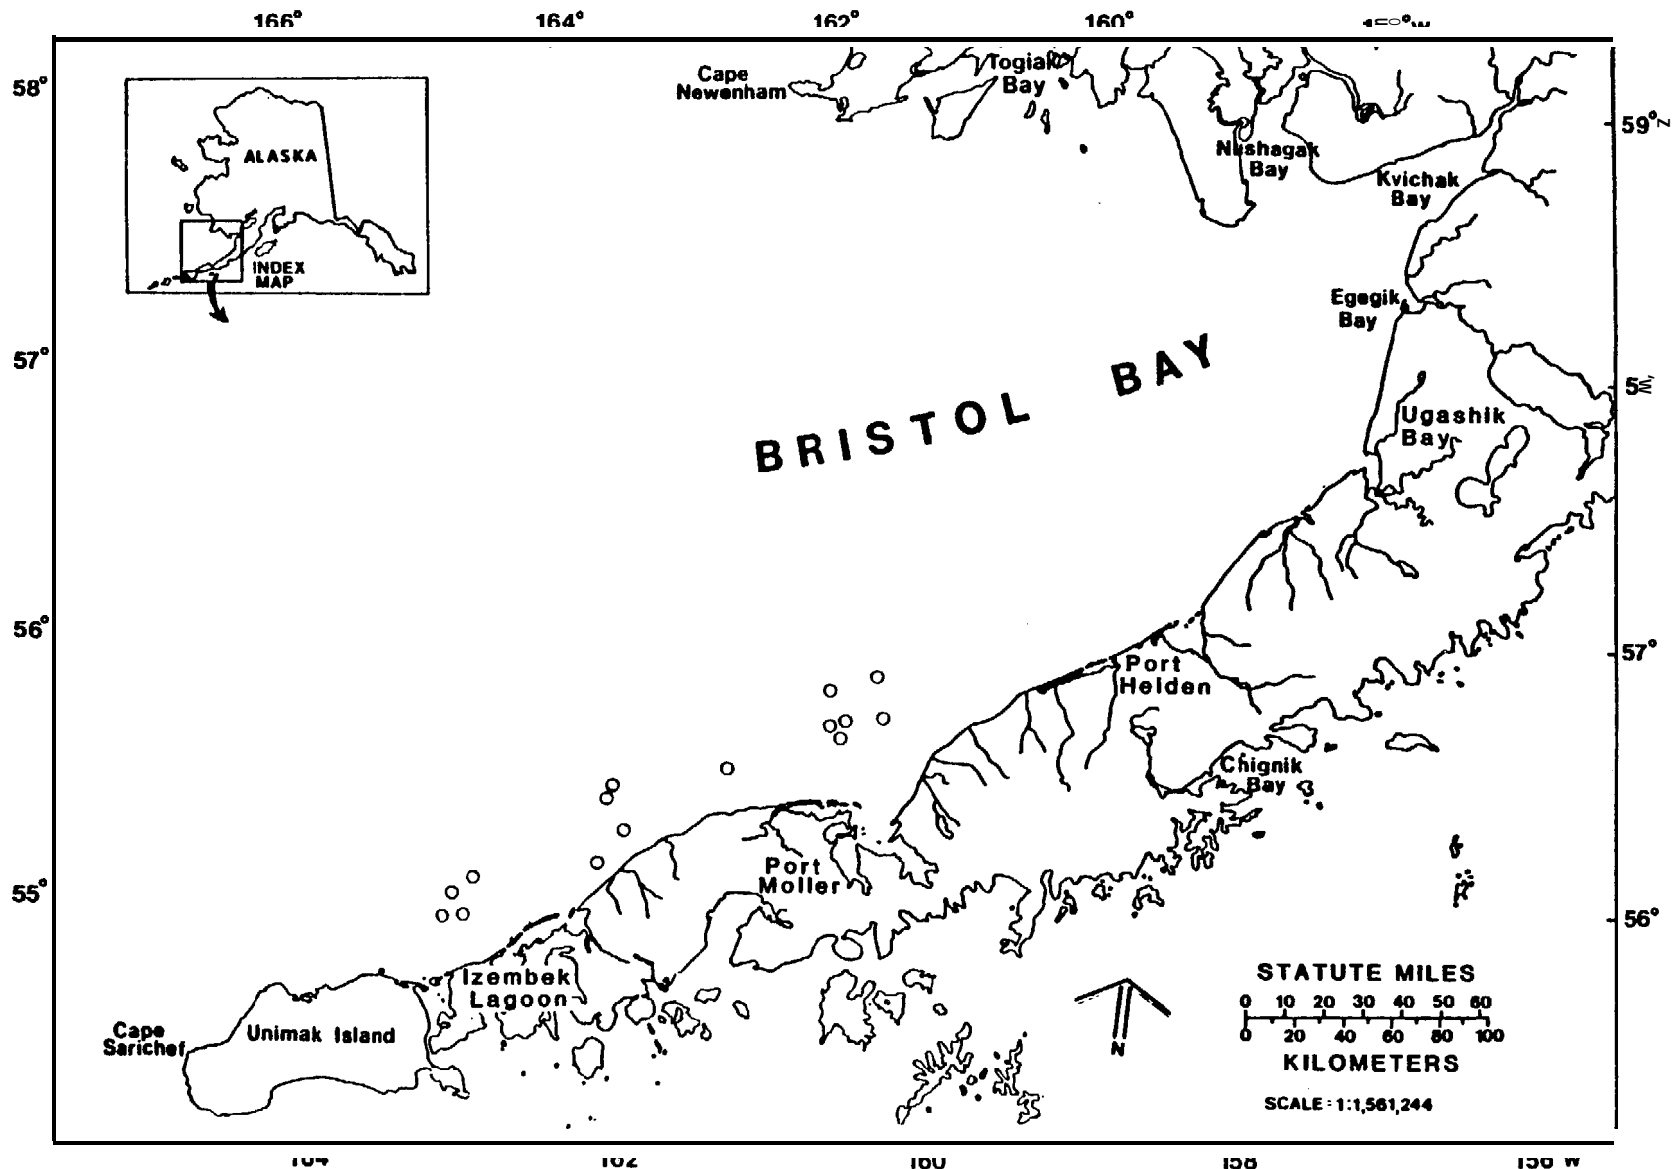 166° 164° 162° 160°
58°
Cape
Newenham
Togiak
Bay
59°
ALASKA
Nushagak
Bay
Kvichak
Bay
INDEX
MAP
Egegik
Bay
57°
BRISTOL BAY
Ugashik
Bay
56°
57°
Port
Heiden
Chignik
Bay
55°
Port
Moller
56°
Izembek
Lagoon
STATUTE MILES
0 10 20 30 40 50 60
Cape
Sarichef
Unimak Island
20 40 60 80 100
N
KILOMETERS
SCALE = 1:1,561,244
164 162 160 158 156 W